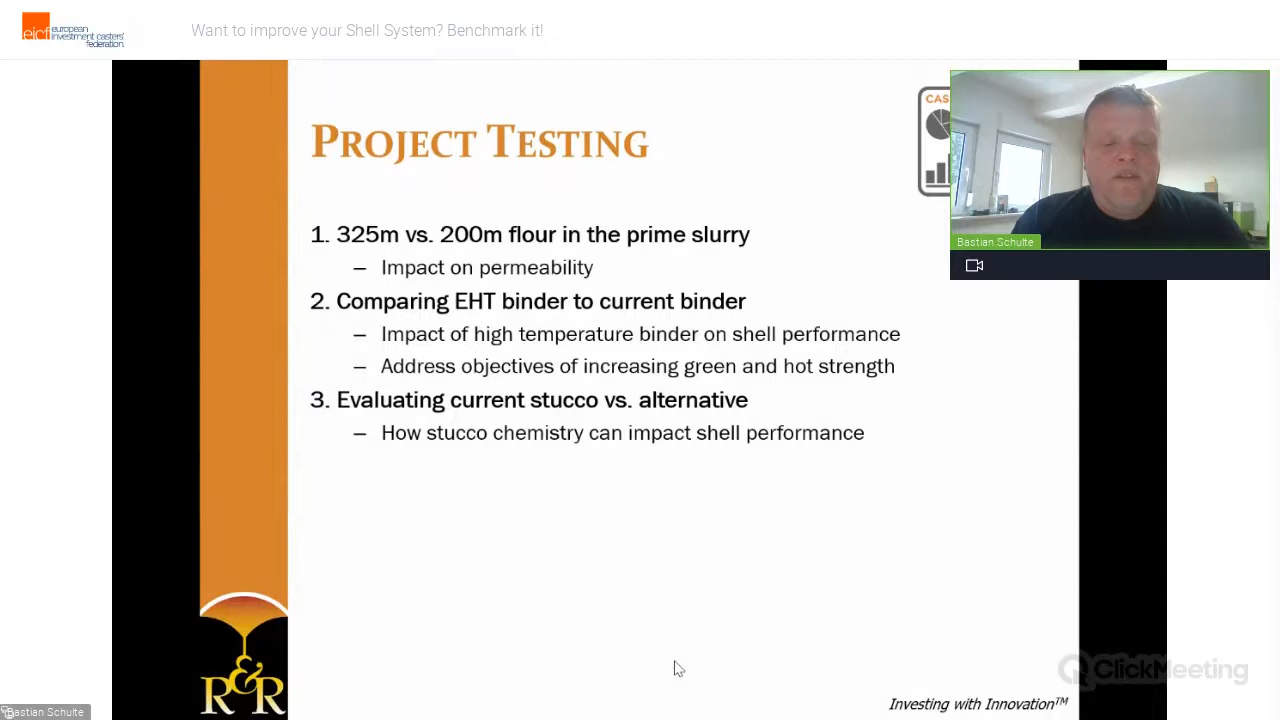 eicf
european
investment casters'
federation.
Want to improve your Shell System? Benchmark it!
PROJECT TESTING
CAS
Bastian Schulte
1. 325m vs. 200m flour in the prime slurry
– Impact on permeability
2. Comparing EHT binder to current binder
– Impact of high temperature binder on shell performance
– Address objectives of increasing green and hot strength
3. Evaluating current stucco vs. alternative
– How stucco chemistry can impact shell performance
R&R
ClickMeeting
Investing with Innovation™
Bastian Schulte